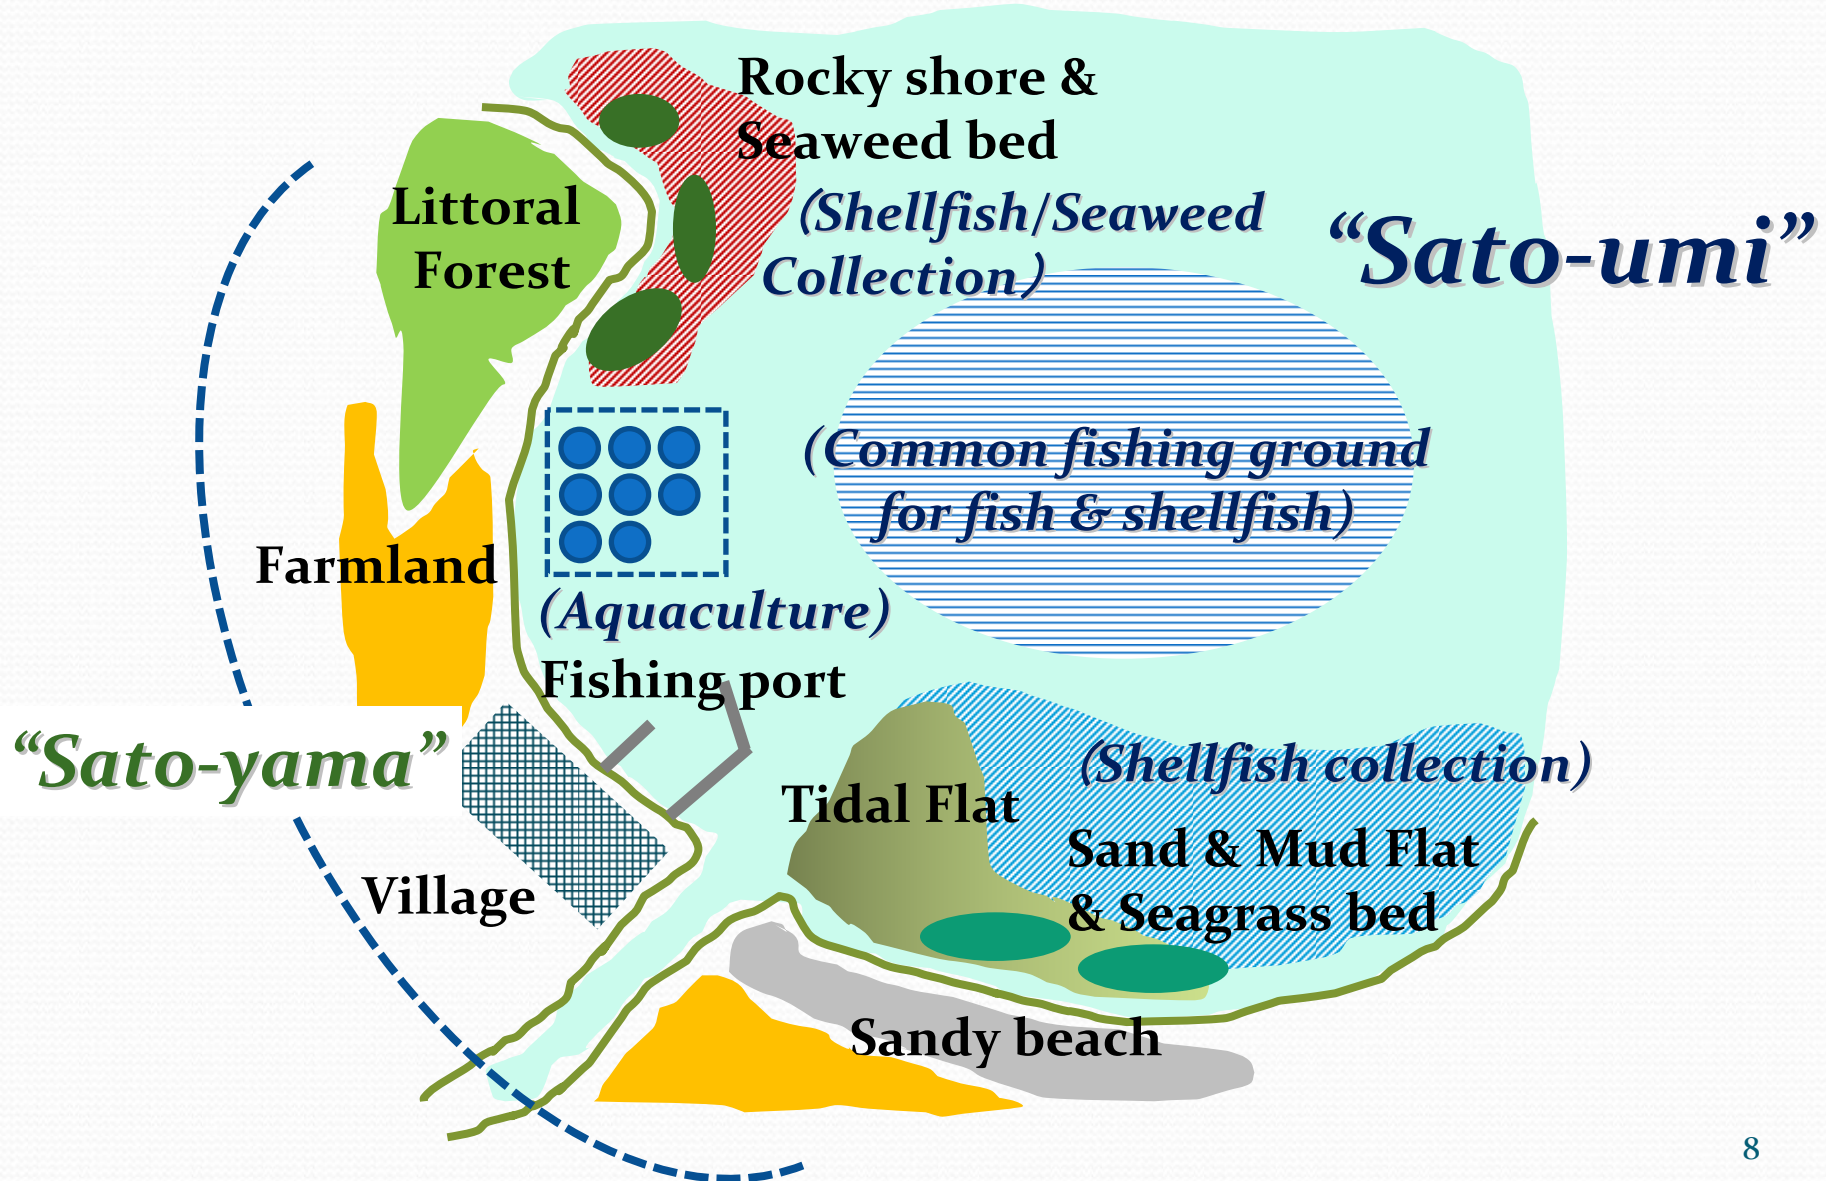 Rocky shore &
Seaweed bed
(Shellfish/Seaweed
Collection)
“Sato-umi”
Littoral
Forest
(Common fishing ground
for fish & shellfish)
Farmland
(Aquaculture)
Fishing port
“Sato-yama”
(Shellfish collection)
Tidal Flat
Sand & Mud Flat
& Seagrass bed
Village
Sandy beach
8